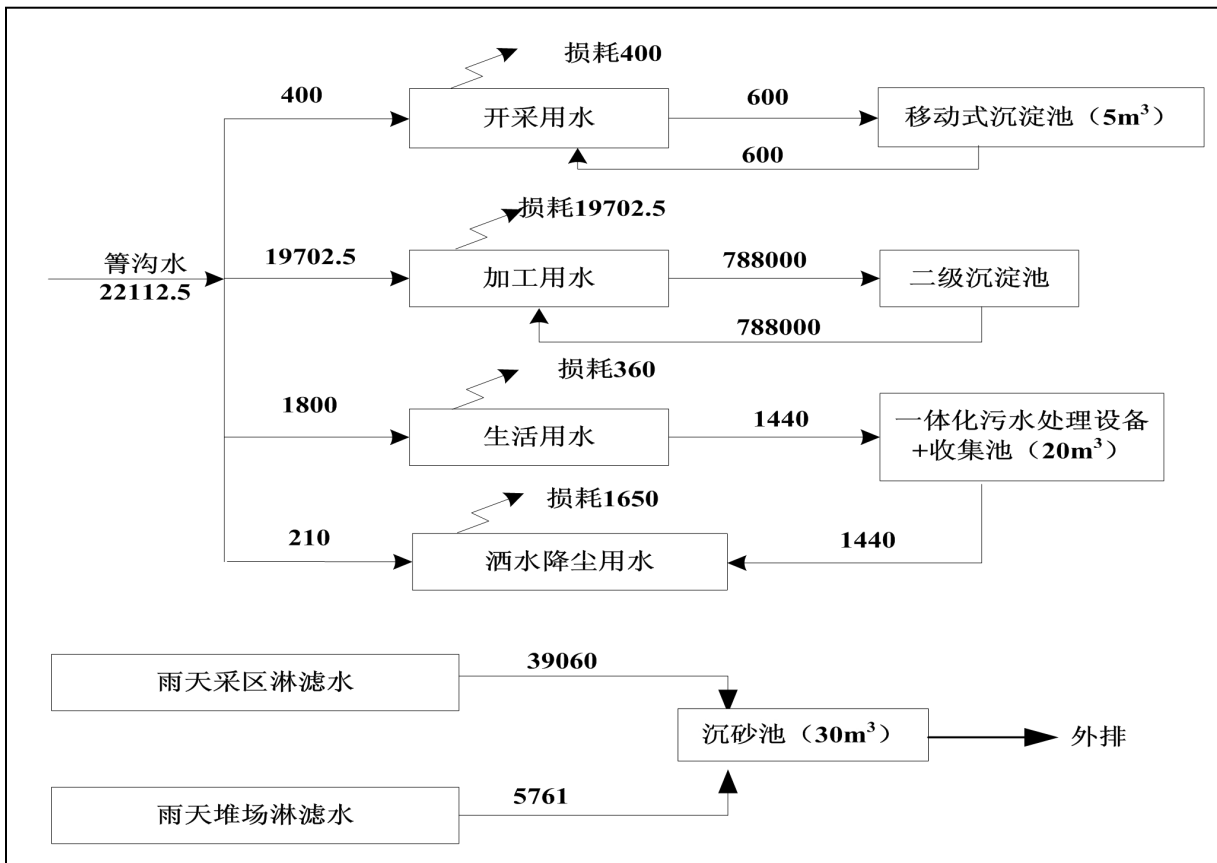 损耗400
400
开采用水
600
移动式沉淀池（5m³）
600
损耗19702.5
箐沟水
22112.5
19702.5
加工用水
788000
二级沉淀池
788000
损耗360
1800
生活用水
1440
一体化污水处理设备
+收集池（20m³）
损耗1650
210
洒水降尘用水
1440
雨天采区淋滤水
39060
沉砂池（30m³）
外排
雨天堆场淋滤水
5761